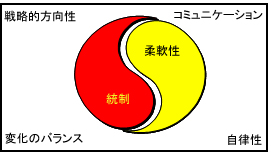 戦略的方向性
コミュニケーション
柔軟性
統制
変化のバランス
自律性